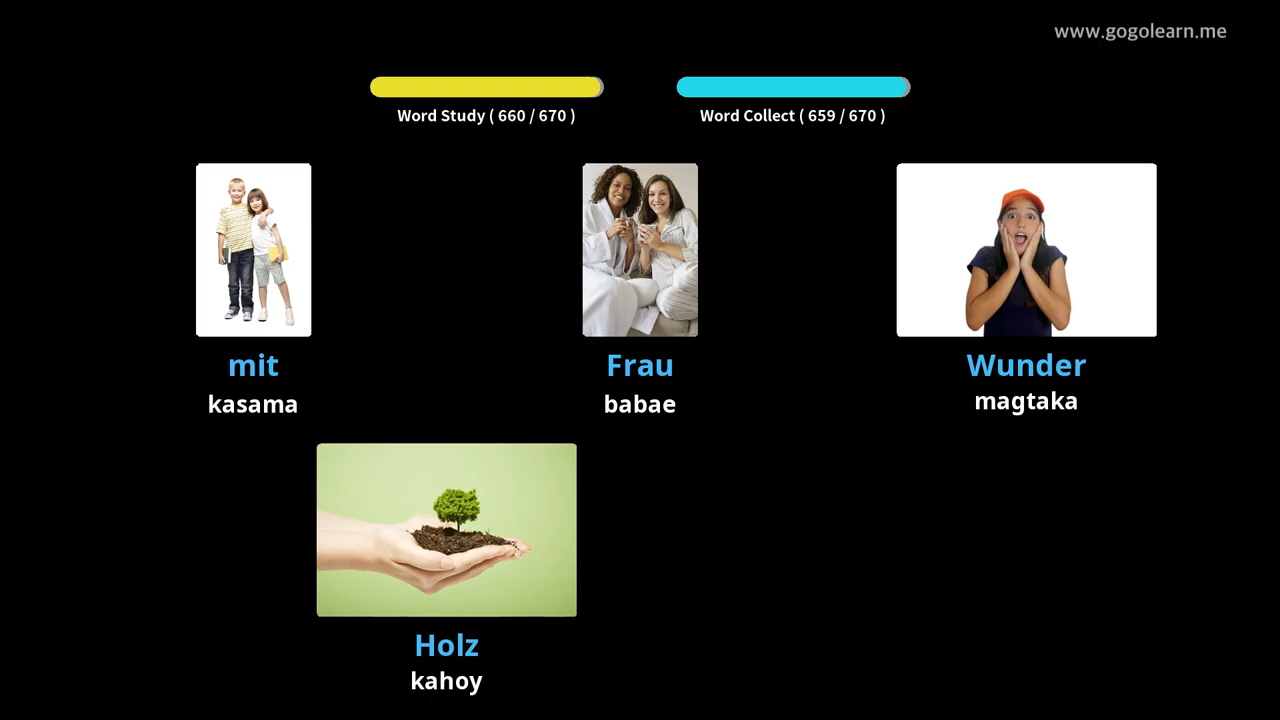 www.gogolearn.me
Word Study ( 660 / 670 )
Word Collect ( 659 / 670 )
mit
kasama
Frau
babae
Wunder
magtaka
Holz
kahoy